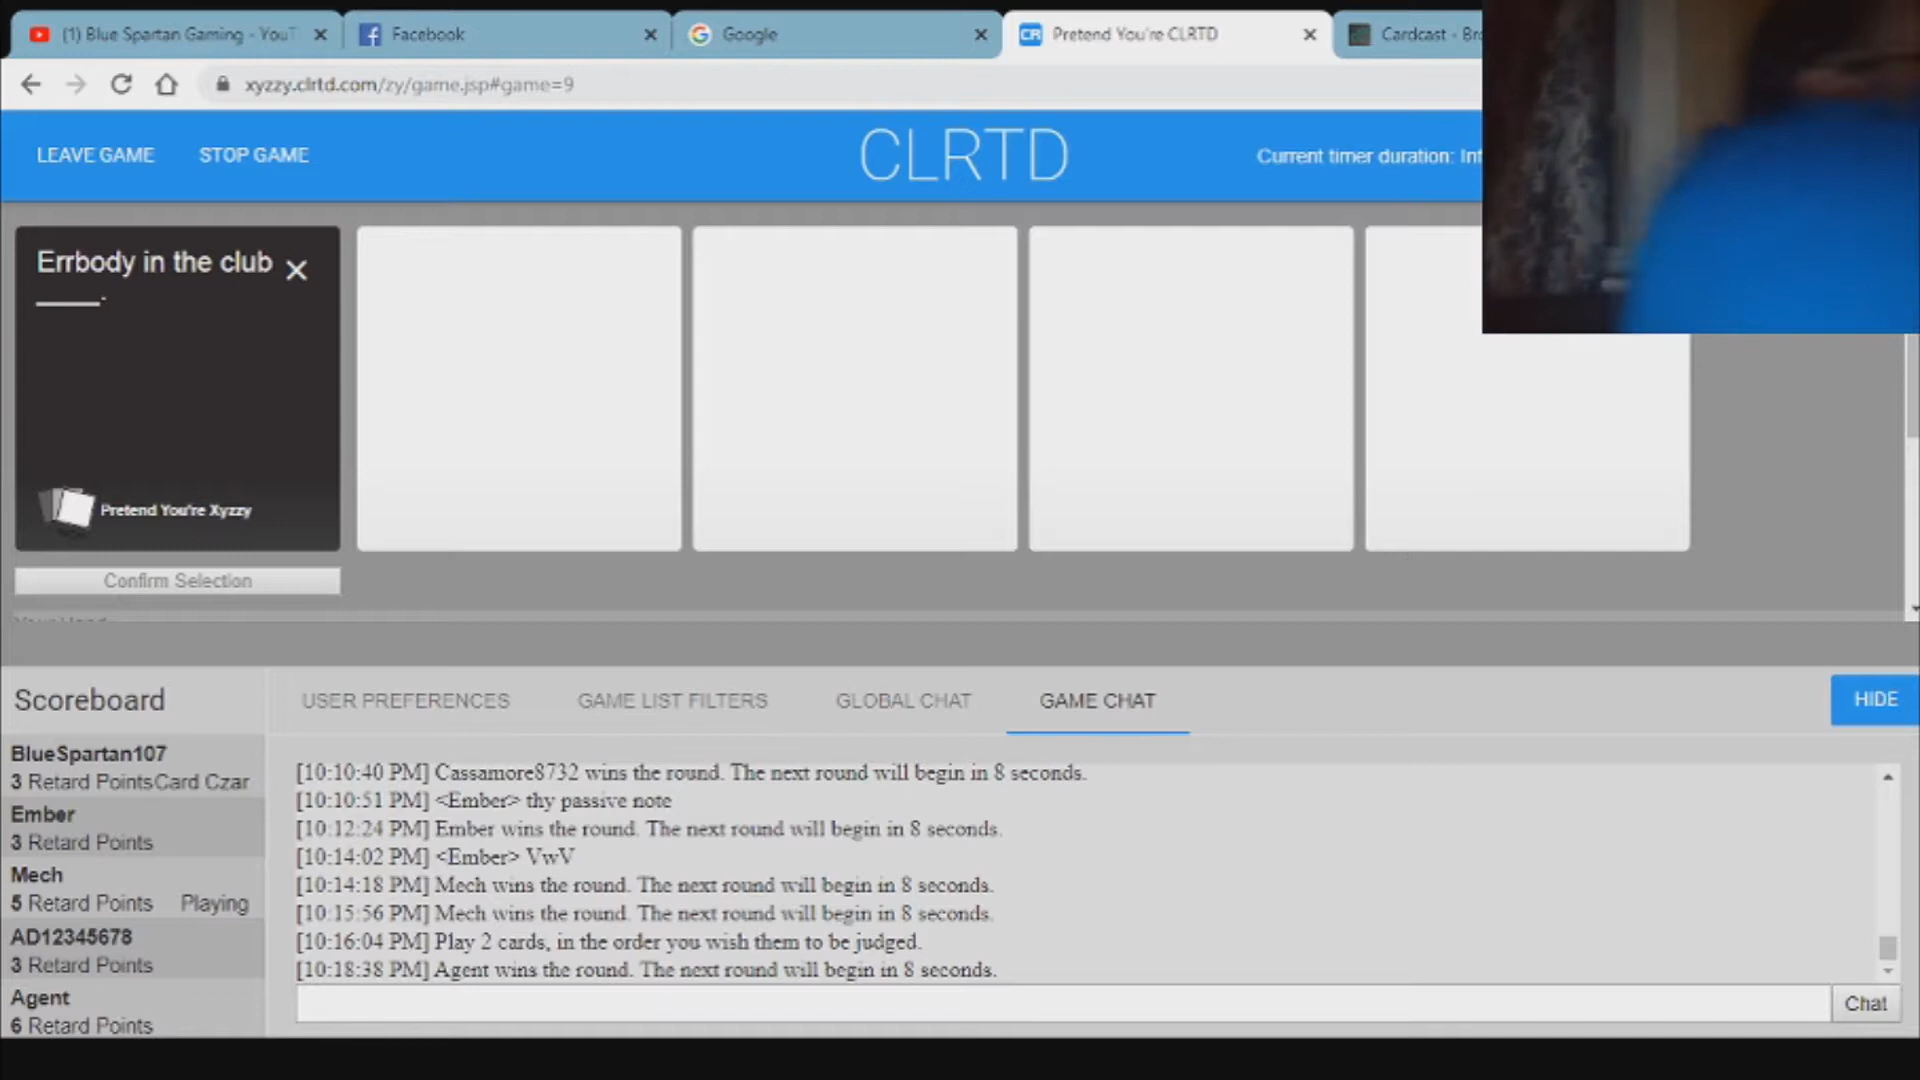 (1) Blue Spartan Gaming - YouT
Facebook
Google
CR Pretend You're CLRTD
Cardcast - Bro
xyzzy.clrtd.com/zy/game.jsp#game=9
LEAVE GAME
STOP GAME
CLRTD
Current timer duration: Inf
Errbody in the club
____.
Pretend You're Xyzzy
Confirm Selection
Your Hand
Scoreboard
USER PREFERENCES
GAME LIST FILTERS
GLOBAL CHAT
GAME CHAT
HIDE
BlueSpartan107
3 Retard Points Card Czar
Ember
3 Retard Points
Mech
5 Retard Points Playing
AD12345678
3 Retard Points
Agent
6 Retard Points
[10:10:40 PM] Cassamore8732 wins the round. The next round will begin in 8 seconds.
[10:10:51 PM] <Ember> thy passive note
[10:12:24 PM] Ember wins the round. The next round will begin in 8 seconds.
[10:14:02 PM] <Ember> VwV
[10:14:18 PM] Mech wins the round. The next round will begin in 8 seconds.
[10:15:56 PM] Mech wins the round. The next round will begin in 8 seconds.
[10:16:04 PM] Play 2 cards, in the order you wish them to be judged.
[10:18:38 PM] Agent wins the round. The next round will begin in 8 seconds.
Chat